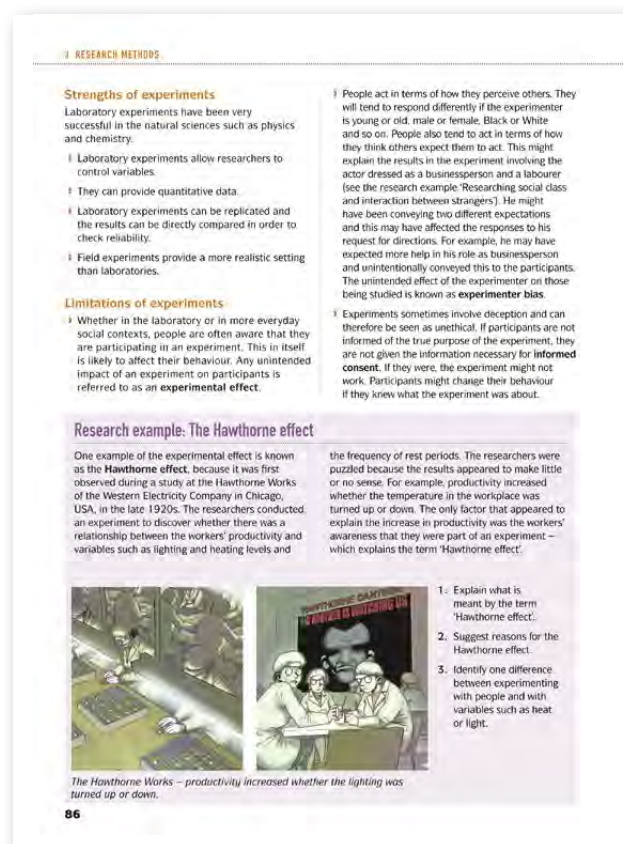 RESEARCH METHODS
Strengths of experiments
Laboratory experiments have been very
successful in the natural sciences such as physics
and chemistry.
Laboratory experiments allow researchers to
control variables.
They can provide quantitative data.
Laboratory experiments can be replicated and
the results can be directly compared in order to
check reliability.
Field experiments provide a more realistic setting
than laboratories.
Limitations of experiments
Whether in the laboratory or in more everyday
social contexts, people are often aware that they
are participating in an experiment. This in itself
is likely to affect their behaviour. Any unintended
impact of an experiment on participants is
referred to as an experimental effect.
People act in terms of how they perceive others. They
will tend to respond differently if the experimenter
is young or old, male or female, Black or White
and so on. People also tend to act in terms of how
they think others expect them to act. This might
explain the results in the experiment involving the
actor dressed as a businessperson and a labourer
(see the research example 'Researching social class
and interaction between strangers'). He might
have been conveying two different expectations
and this may have affected the responses to his
request for directions. For example, he may have
expected more help in his role as businessperson
and unintentionally conveyed this to the participants.
The unintended effect of the experimenter on those
being studied is known as experimenter bias.
Experiments sometimes involve deception and can
therefore be seen as unethical. If participants are not
informed of the true purpose of the experiment, they
are not given the information necessary for informed
consent. If they were, the experiment might not
work. Participants might change their behaviour
if they knew what the experiment was about.
Research example: The Hawthorne effect
One example of the experimental effect is known
as the Hawthorne effect, because it was first
observed during a study at the Hawthorne Works
of the Western Electricity Company in Chicago,
USA, in the late 1920s. The researchers conducted
an experiment to discover whether there was a
relationship between the workers' productivity and
variables such as lighting and heating levels and
the frequency of rest periods. The researchers were
puzzled because the results appeared to make little
or no sense. For example, productivity increased
whether the temperature in the workplace was
turned up or down. The only factor that appeared to
explain the increase in productivity was the workers'
awareness that they were part of an experiment –
which explains the term 'Hawthorne effect'.
HAWTHORNE CANTEEN
IS WATCHING US
1. Explain what is
meant by the term
'Hawthorne effect'.
2. Suggest reasons for the
Hawthorne effect.
3. Identify one difference
between experimenting
with people and with
variables such as heat
or light.
The Hawthorne Works – productivity increased whether the lighting was
turned up or down.
86